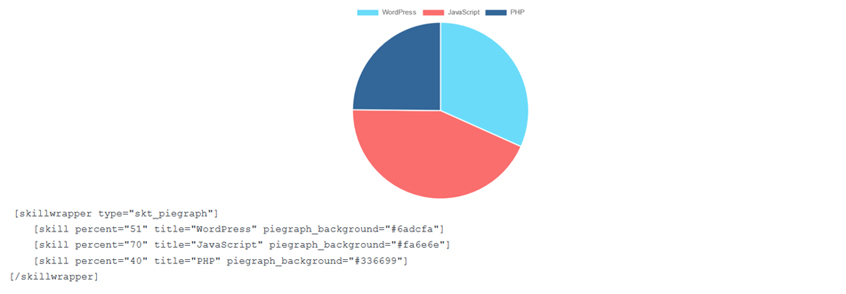 WordPress JavaScript PHP
[skillwrapper type="skt_piegraph"]
[skill percent="51" title="WordPress" piegraph_background="#6adcfa"]
[skill percent="70" title="JavaScript" piegraph_background="#fa6e6e"]
[skill percent="40" title="PHP" piegraph_background="#336699"]
[/skillwrapper]